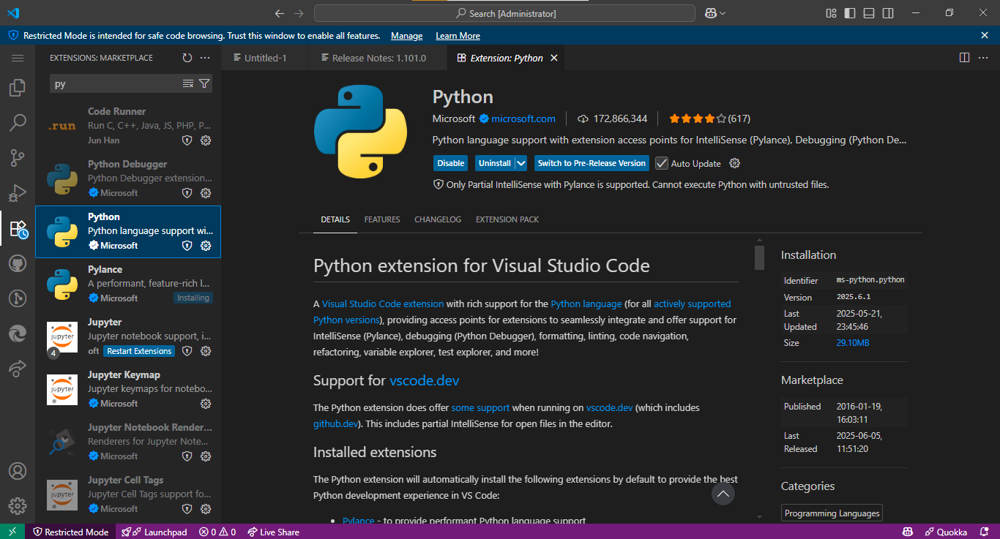 Search [Administrator]
Restricted Mode is intended for safe code browsing. Trust this window to enable all features. Manage Learn More
EXTENSIONS: MARKETPLACE
py
.run
Code Runner
Run C, C++, Java, JS, PHP, P...
Jun Han
Python Debugger
Python Debugger extension...
Microsoft
Python
Python language support wi...
Microsoft
Pylance
A performant, feature-rich l...
Microsoft
Installing
jupyter
4
Jupyter
Jupyter notebook support, i...
oft Restart Extensions
jupyter
Jupyter Keymap
Jupyter keymaps for notebo...
Microsoft
Jupyter Notebook Render...
Renderers for Jupyter Note...
Microsoft
jupyter
Jupyter Cell Tags
Jupyter Cell Tags support fo...
Microsoft
Untitled-1
Release Notes: 1.101.0
Extension: Python
Python
Microsoft microsoft.com 172,866,344 (617)
Python language support with extension access points for IntelliSense (Pylance), Debugging (Python De...
Disable Uninstall Switch to Pre-Release Version Auto Update
Only Partial IntelliSense with Pylance is supported. Cannot execute Python with untrusted files.
DETAILS FEATURES CHANGELOG EXTENSION PACK
Python extension for Visual Studio Code
A Visual Studio Code extension with rich support for the Python language (for all actively supported
Python versions), providing access points for extensions to seamlessly integrate and offer support for
IntelliSense (Pylance), debugging (Python Debugger), formatting, linting, code navigation,
refactoring, variable explorer, test explorer, and more!
Support for vscode.dev
The Python extension does offer some support when running on vscode.dev (which includes
github.dev). This includes partial IntelliSense for open files in the editor.
Installed extensions
The Python extension will automatically install the following extensions by default to provide the best
Python development experience in VS Code:
• Pylance - to provide performant Python language support
Installation
Identifier ms-python.python
Version 2025.6.1
Last Updated 2025-05-21, 23:45:46
Size 29.10MB
Marketplace
Published 2016-01-19, 16:03:11
Last Released 2025-06-05, 11:51:20
Categories
Programming Languages
Restricted Mode Launchpad 0 0 Live Share Quokka